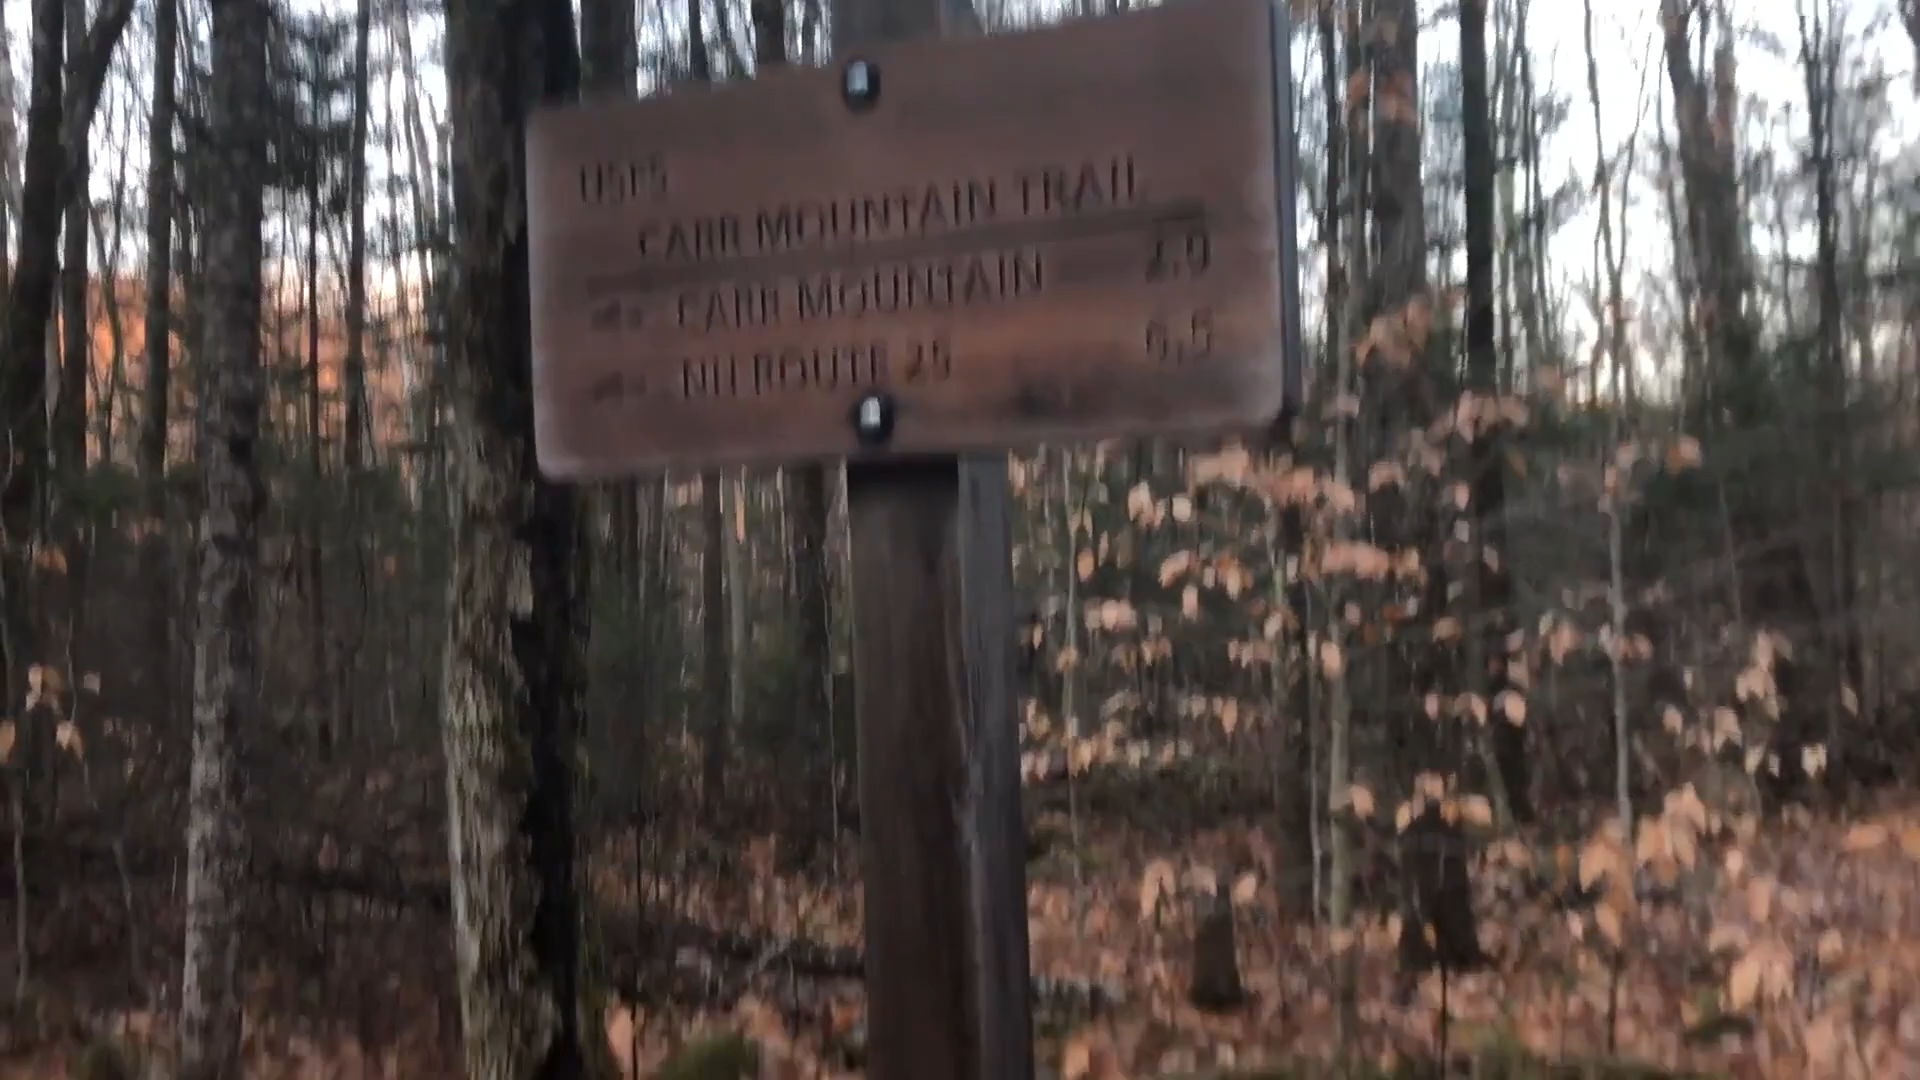 USFS
CARR MOUNTAIN TRAIL
CARR MOUNTAIN 2.9
NH ROUTE 25 6.5